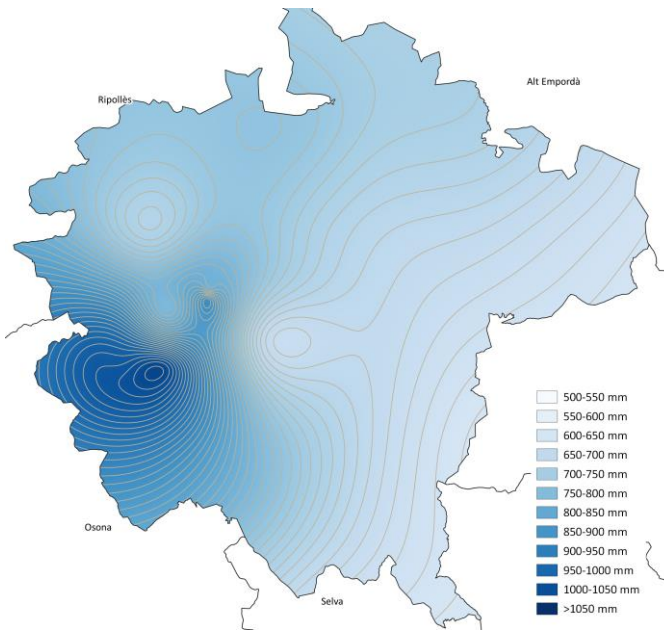 Alt Empordà
Ripollès
500-550 mm
550-600 mm
600-650 mm
650-700 mm
700-750 mm
750-800 mm
800-850 mm
850-900 mm
900-950 mm
950-1000 mm
1000-1050 mm
>1050 mm
Osona
Selva